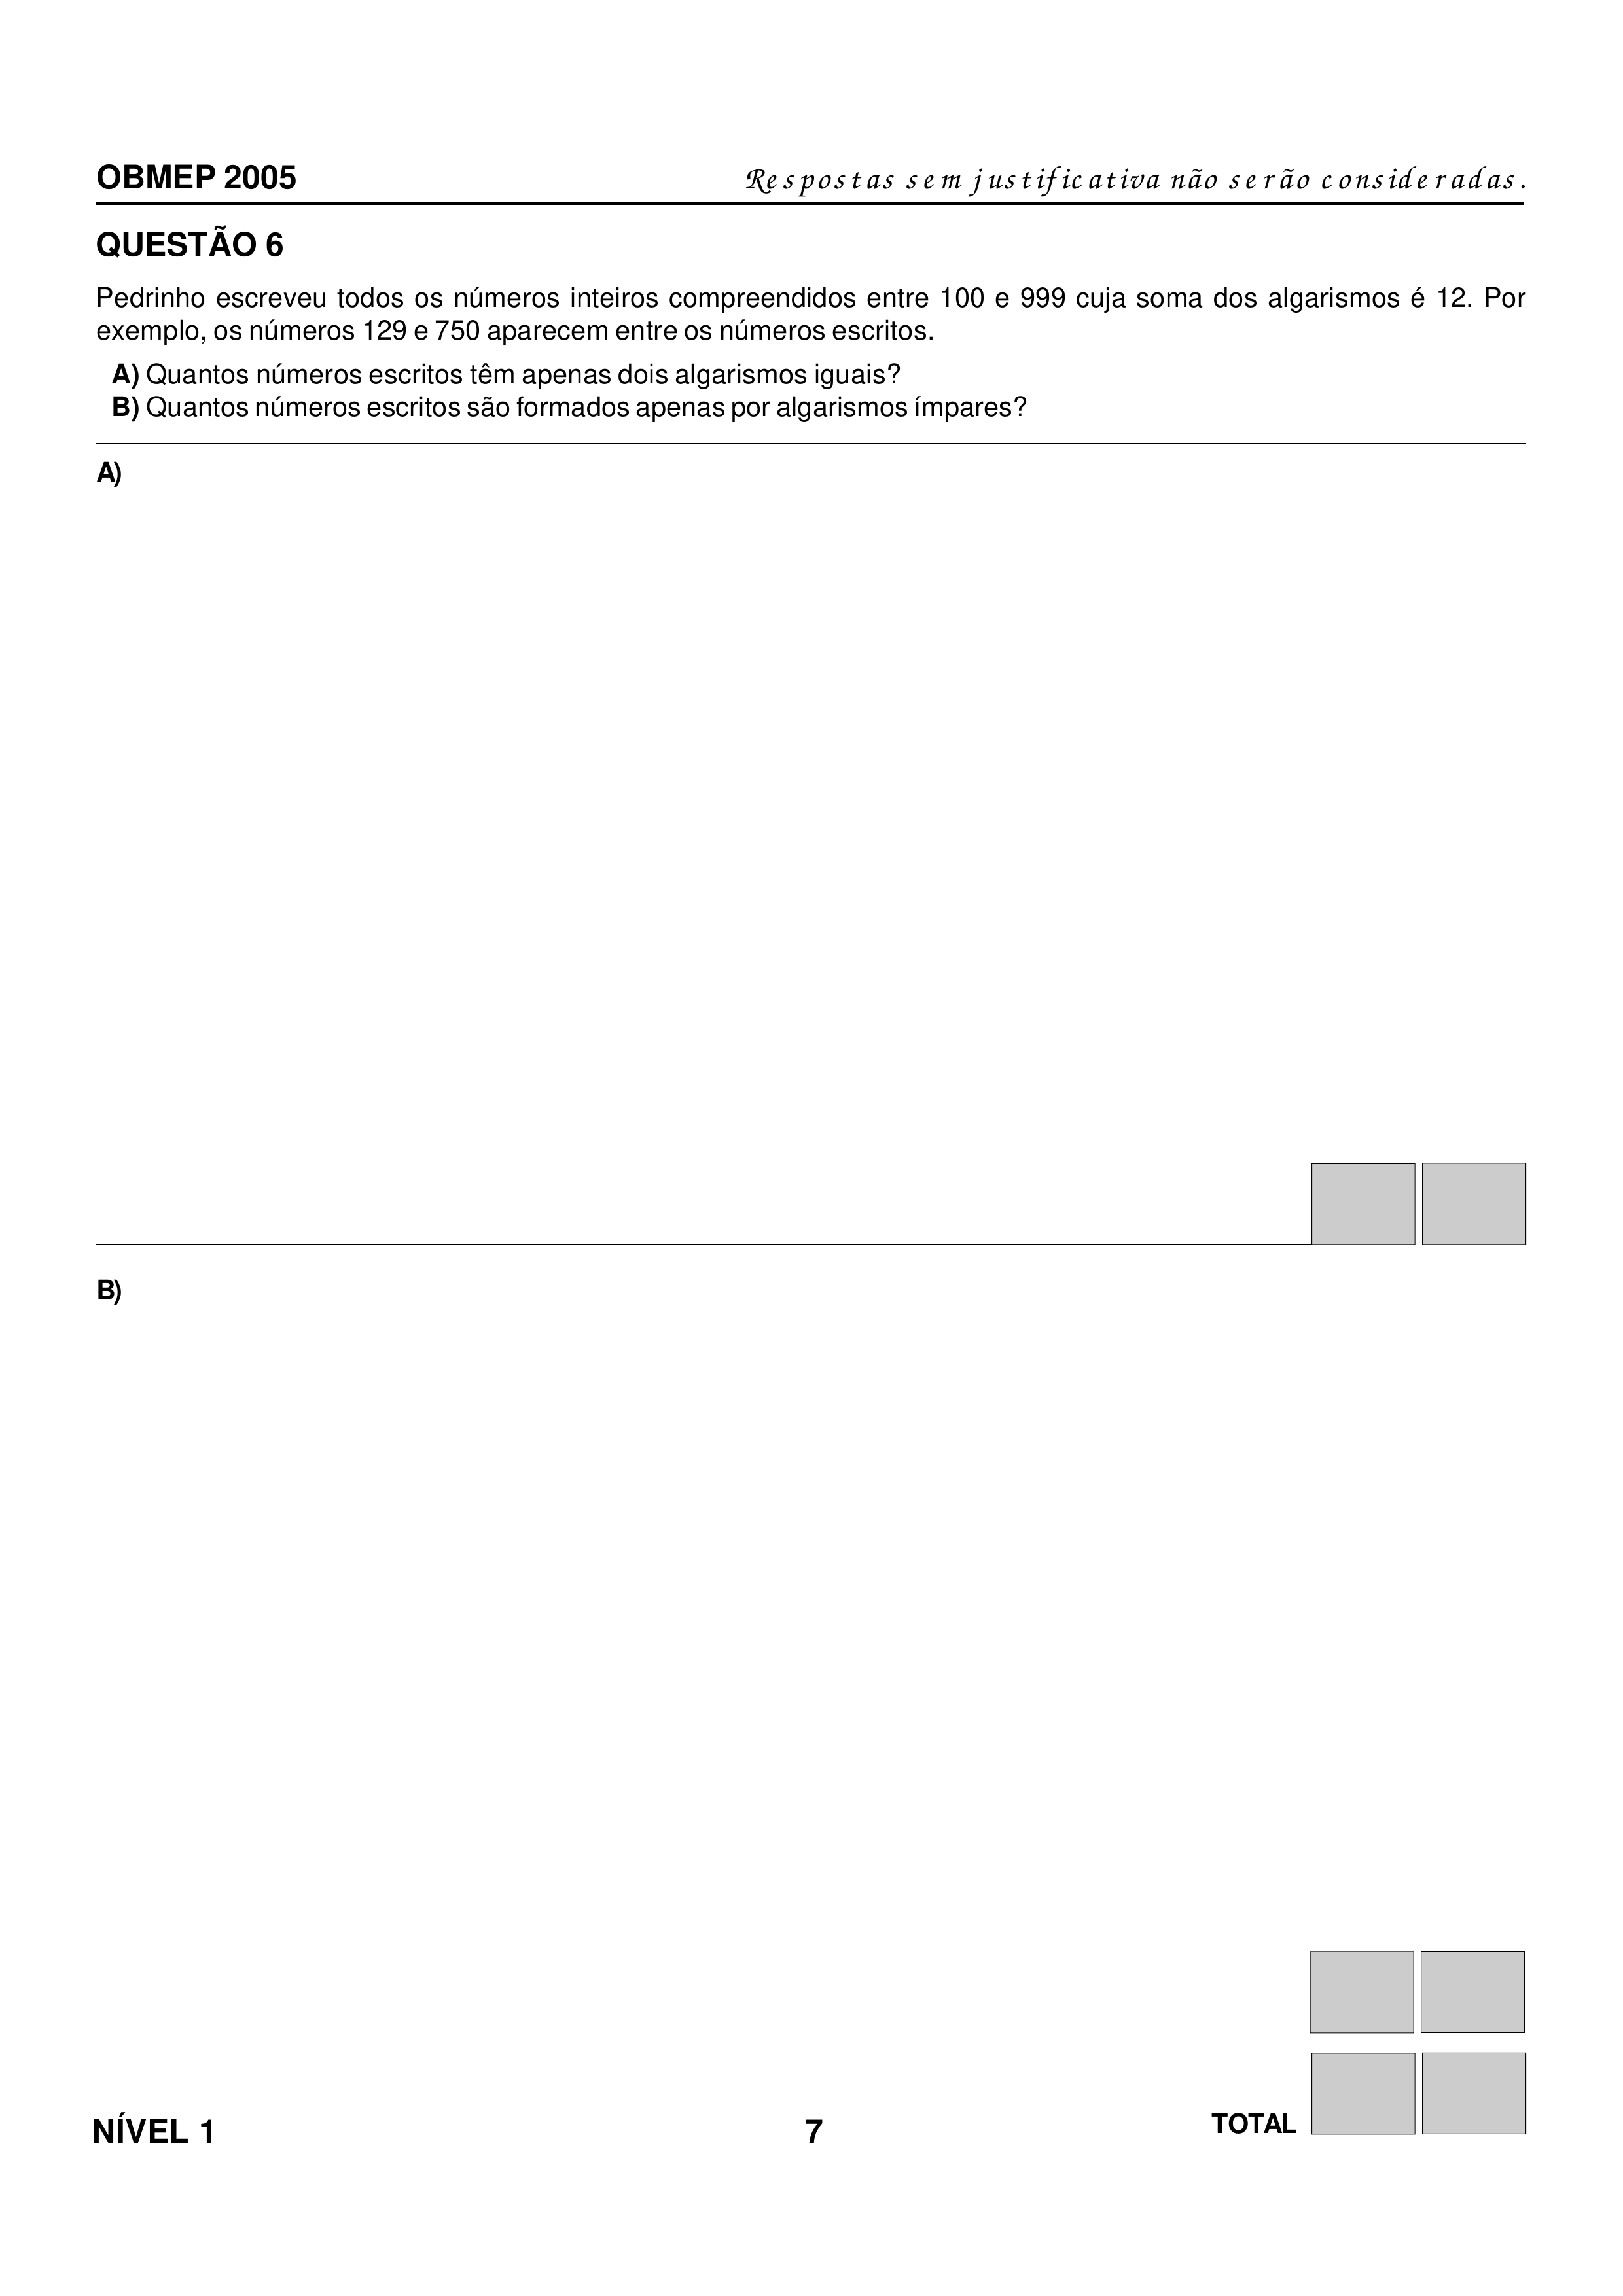 OBMEP 2005
Respostas sem justificativa não serão consideradas.
QUESTÃO 6
Pedrinho escreveu todos os números inteiros compreendidos entre 100 e 999 cuja soma dos algarismos é 12. Por
exemplo, os números 129 e 750 aparecem entre os números escritos.
A) Quantos números escritos têm apenas dois algarismos iguais?
B) Quantos números escritos são formados apenas por algarismos ímpares?
A)
B)
TOTAL
NÍVEL 1
7